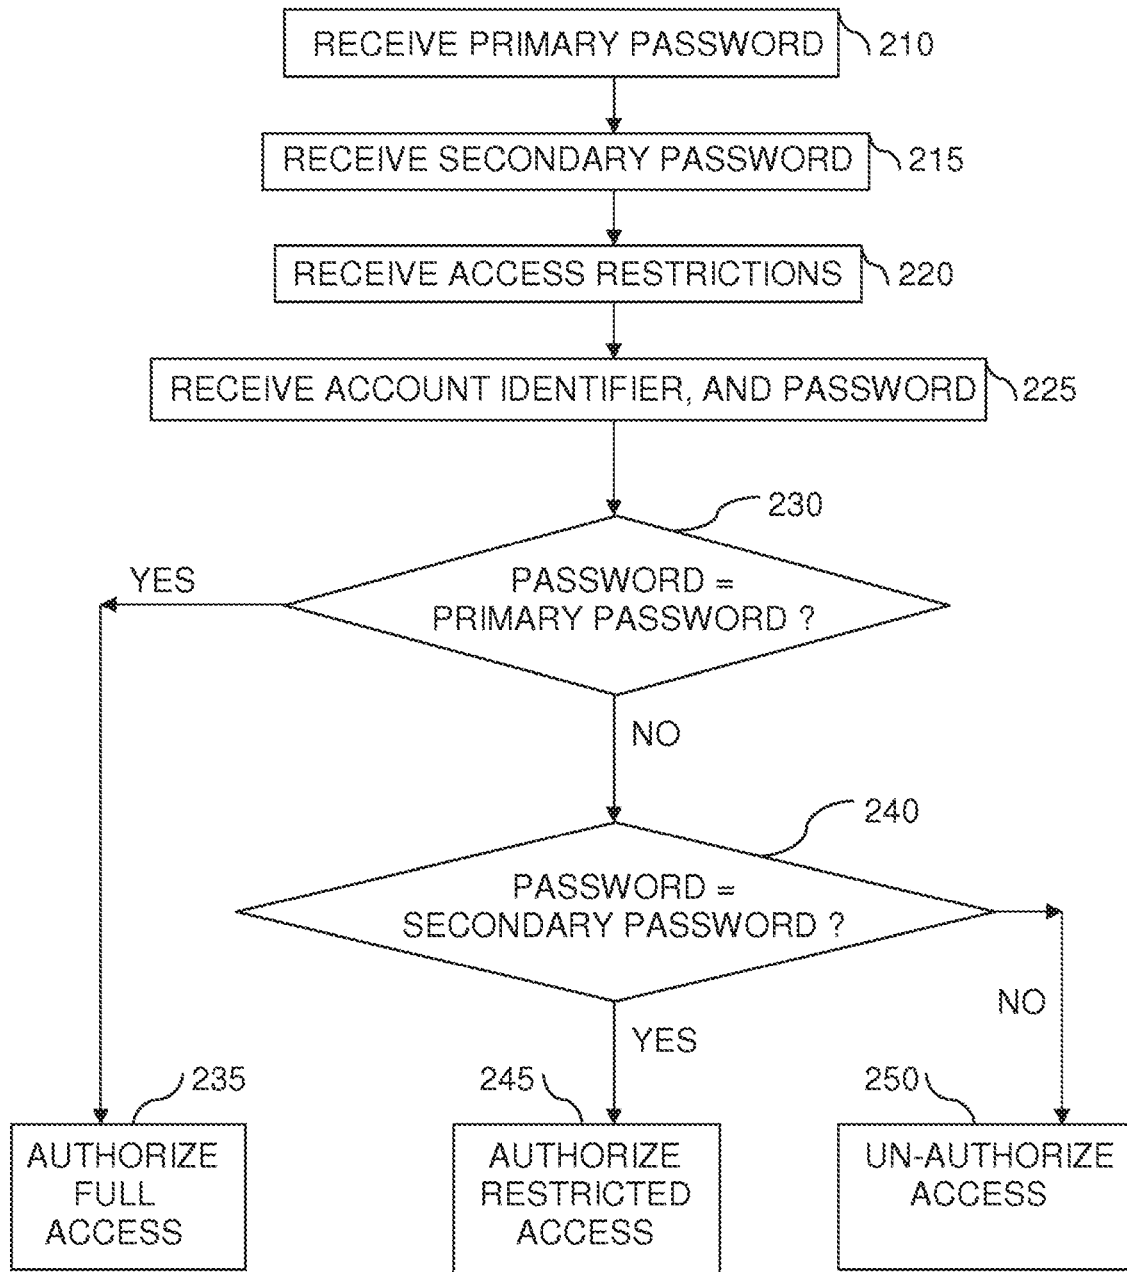 RECEIVE PRIMARY PASSWORD
210
RECEIVE SECONDARY PASSWORD
215
RECEIVE ACCESS RESTRICTIONS
220
RECEIVE ACCOUNT IDENTIFIER, AND PASSWORD
225
230
PASSWORD =
PRIMARY PASSWORD ?
YES
NO
240
PASSWORD =
SECONDARY PASSWORD ?
NO
YES
235
AUTHORIZE
FULL
ACCESS
245
AUTHORIZE
RESTRICTED
ACCESS
250
UN-AUTHORIZE
ACCESS